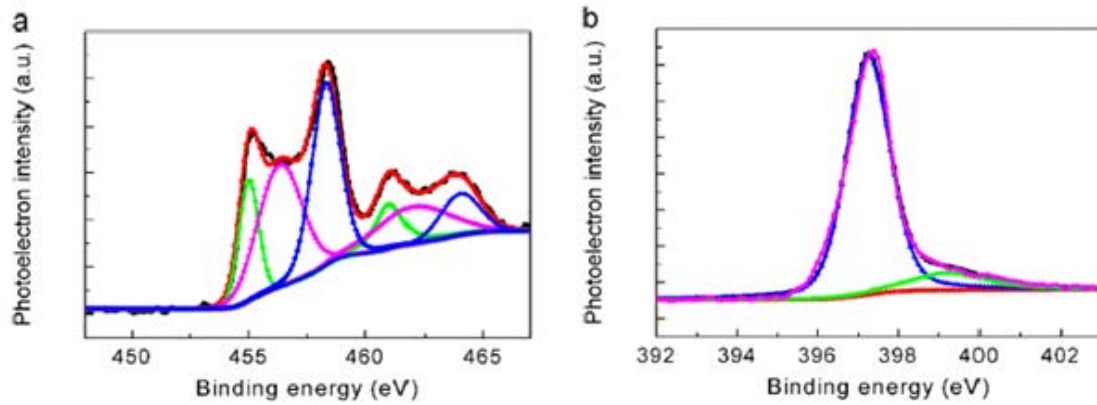 a
Photoelectron intensity (a.u.)
450 455 460 465
Binding energy (eV)
b
Photoelectron intensity (a.u.)
392 394 396 398 400 402
Binding energy (eV)